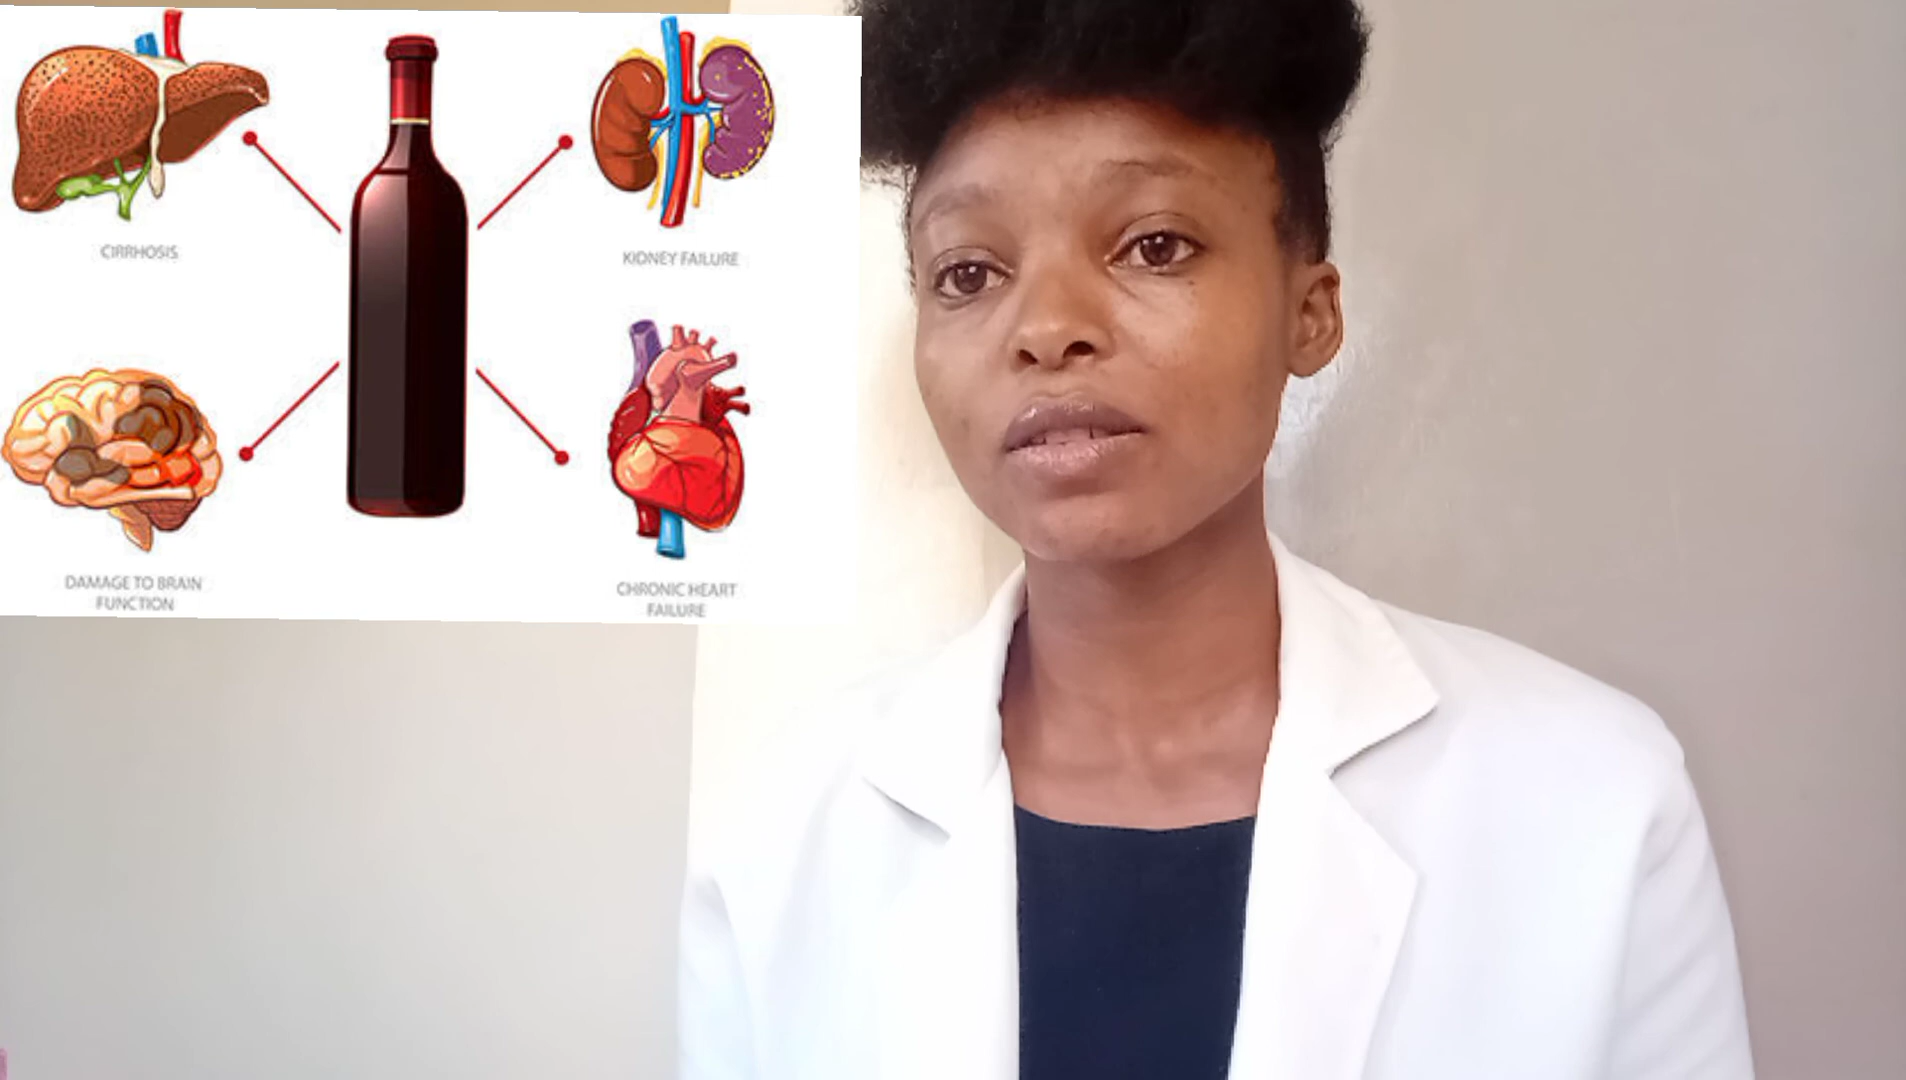 CIRRHOSIS
KIDNEY FAILURE
DAMAGE TO BRAIN
FUNCTION
CHRONIC HEART
FAILURE